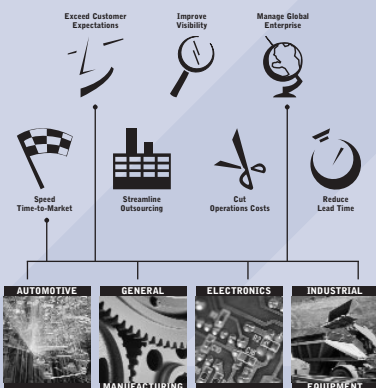 Exceed Customer
Expectations
Improve
Visibility
Manage Global
Enterprise
Speed
Time-to-Market
Streamline
Outsourcing
Cut
Operations Costs
Reduce
Lead Time
AUTOMOTIVE
GENERAL
MANUFACTURING
ELECTRONICS
INDUSTRIAL
EQUIPMENT